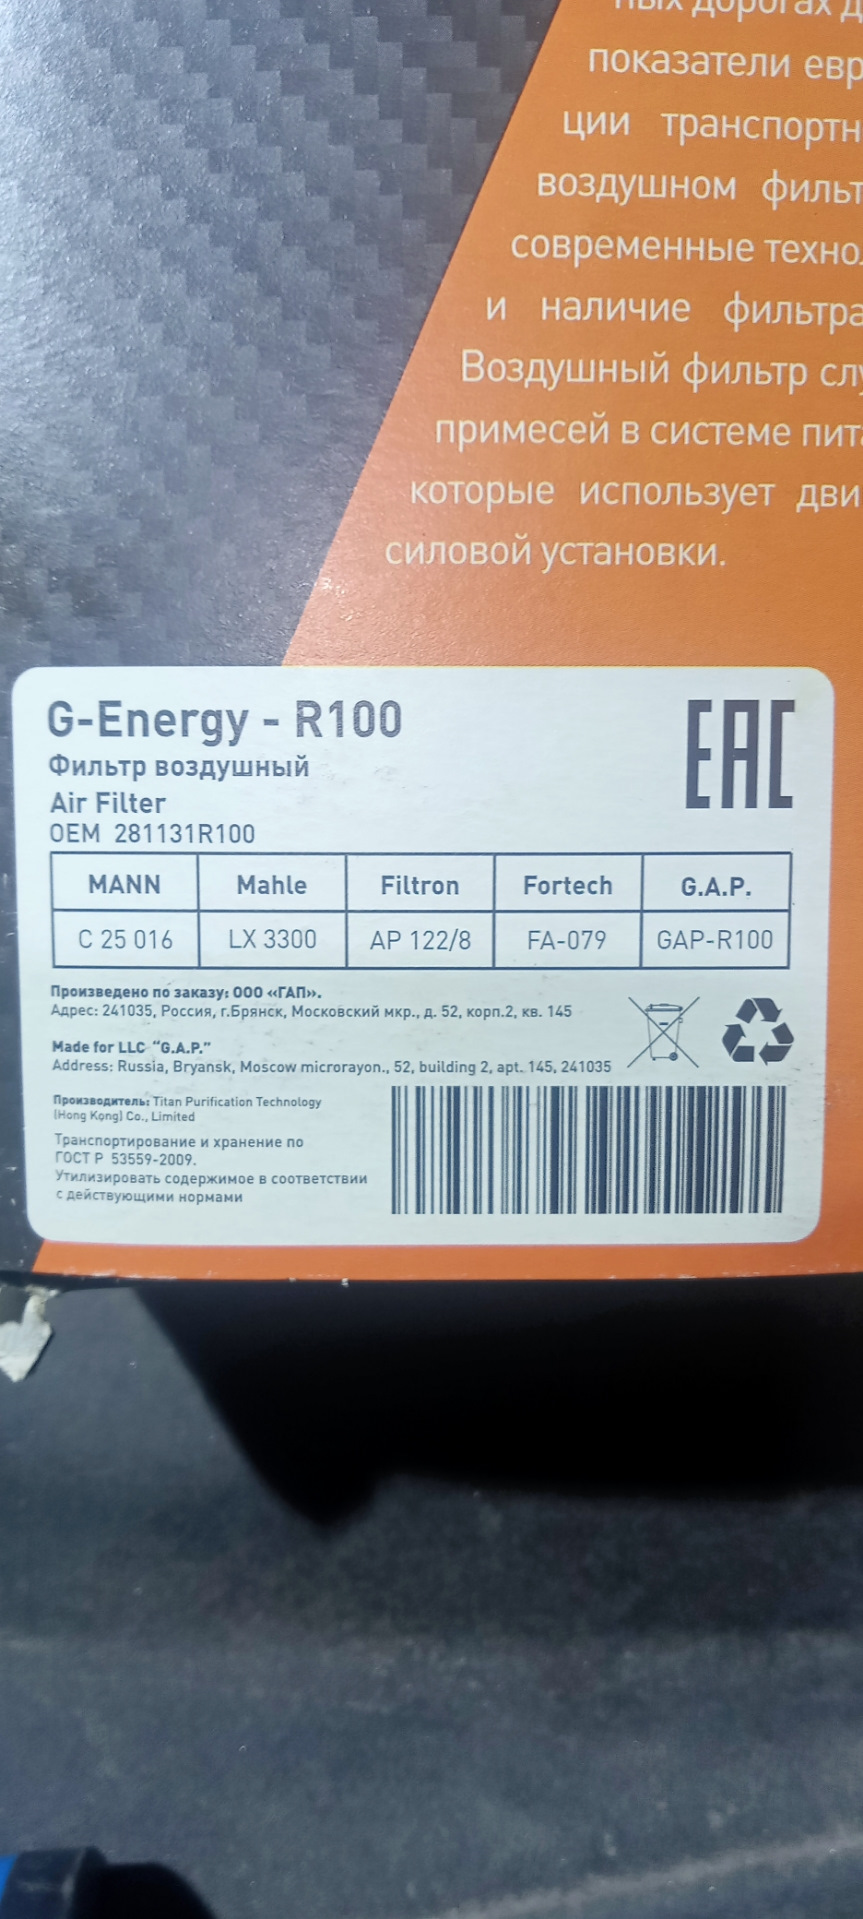 показатели
ции транспортн
воздушном фильт
современные техно
и наличие фильтра
Воздушный фильтр
примесей в системе
которые использует дви
силовой установки.
G-Energy - R100
EAC
Фильтр воздушный
Air Filter
OEM 281131R100
MANN Mahle Filtron Fortech G.A.P.
C 25 016 LX 3300 AP 122/8 FA-079 GAP-R100
Произведено по заказу: ООО «ГАП».
Адрес: 241035, Россия, г.Брянск, Московский мкр., д. 52, корп.2, кв. 145
Made for LLC "G.A.P."
Address: Russia, Bryansk, Moscow microrayon., 52, building 2, apt. 145, 241035
Производитель: Titan Purification Technology
(Hong Kong) Co., Limited
Транспортирование и хранение по
ГОСТ Р 53559-2009.
Утилизировать содержимое в соответствии
с действующими нормами